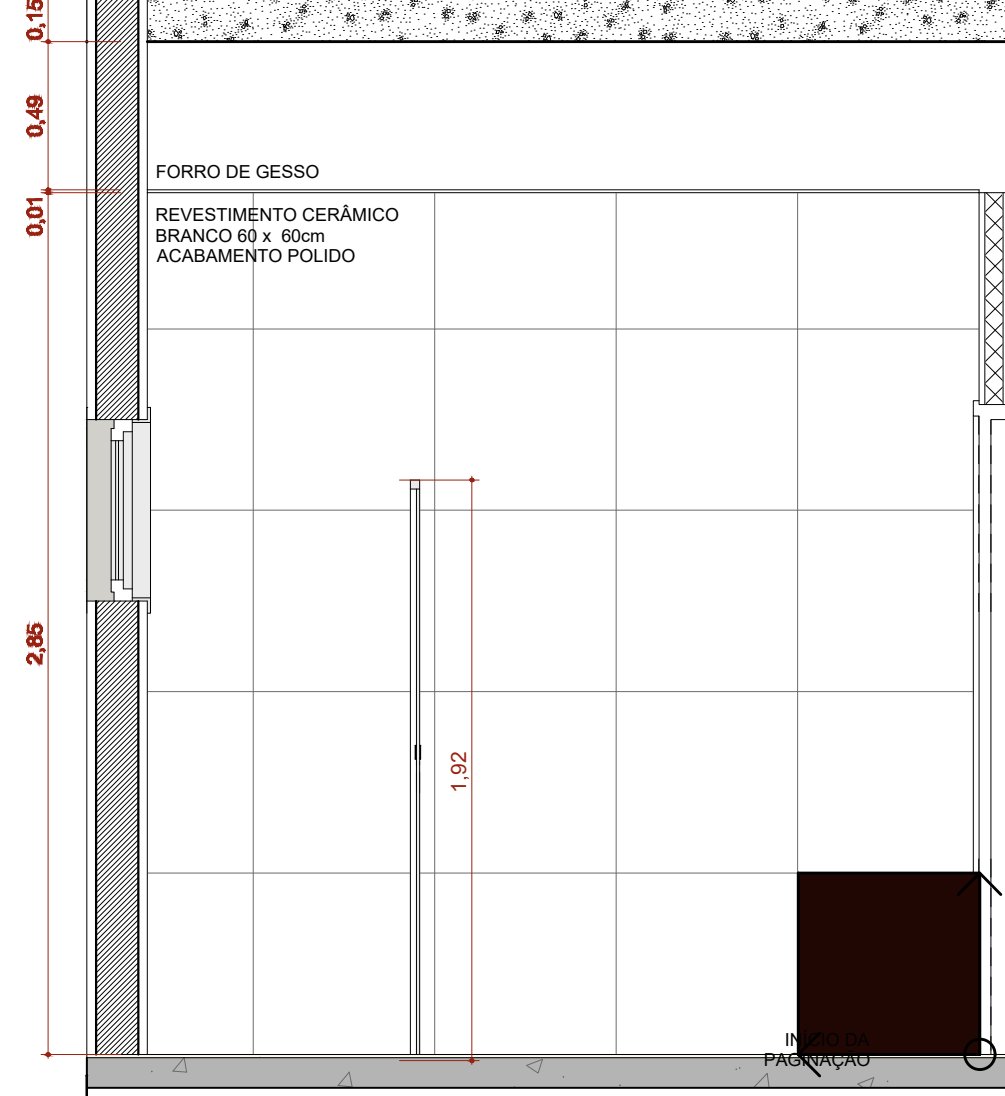 0,15
0,49
FORRO DE GESSO
0,01
REVESTIMENTO CERÂMICO
BRANCO 60 x 60cm
ACABAMENTO POLIDO
2,85
1,92
INÍCIO DA
PAGINAÇÃO